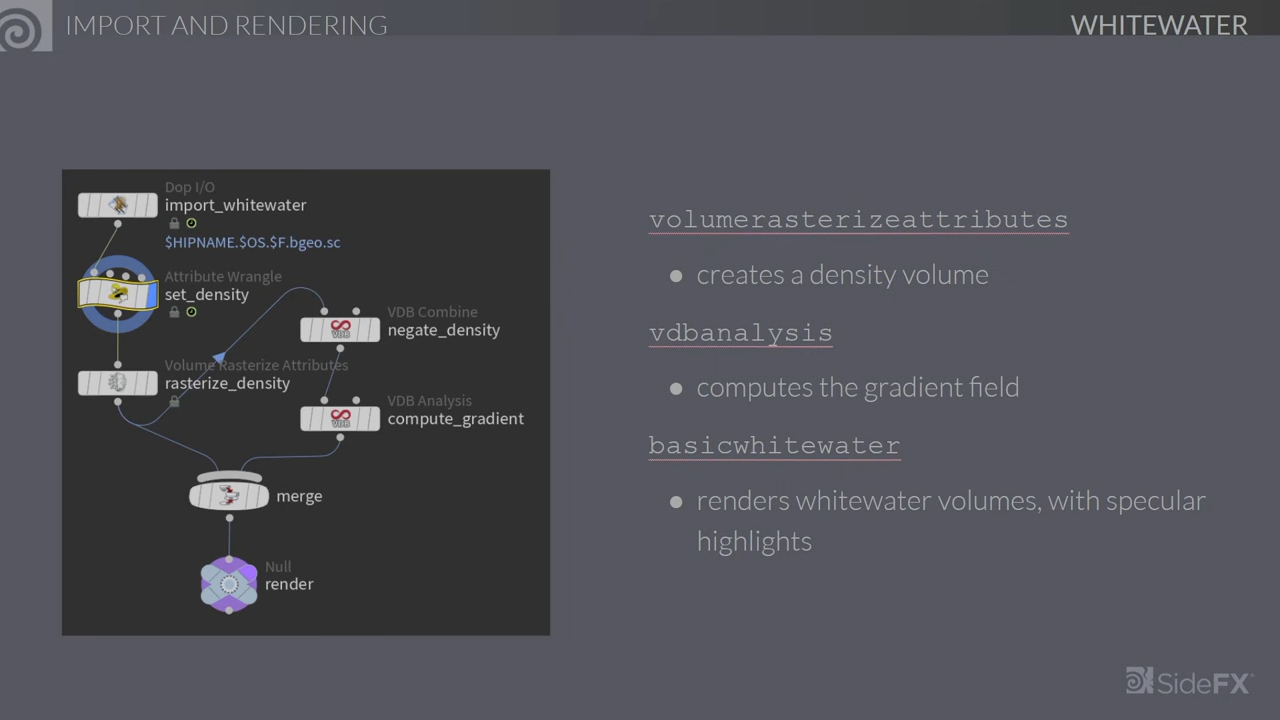 IMPORT AND RENDERING
WHITEWATER
Dop I/O
import_whitewater
$HIPNAME.$OS.$F.bgeo.sc
Attribute Wrangle
set_density
VDB Combine
negate_density
VDB
Volume Rasterize Attributes
rasterize_density
VDB Analysis
compute_gradient
VDB
merge
Null
render
volumerasterizeattributes
● creates a density volume
vdbanalysis
● computes the gradient field
basicwhitewater
● renders whitewater volumes, with specular
highlights
SideFX